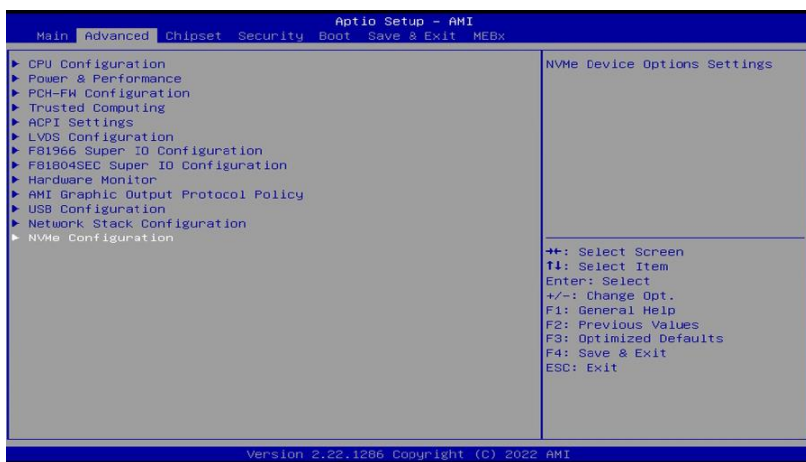 Aptio Setup – AMI
Main Advanced Chipset Security Boot Save & Exit MEBx
▶ CPU Configuration
▶ Power & Performance
▶ PCH-FW Configuration
▶ Trusted Computing
▶ ACPI Settings
▶ LVDS Configuration
▶ F81966 Super IO Configuration
▶ F81804SEC Super IO Configuration
▶ Hardware Monitor
▶ AMI Graphic Output Protocol Policy
▶ USB Configuration
▶ Network Stack Configuration
▶ NVMe Configuration
NVMe Device Options Settings
→←: Select Screen
↑↓: Select Item
Enter: Select
+/-: Change Opt.
F1: General Help
F2: Previous Values
F3: Optimized Defaults
F4: Save & Exit
ESC: Exit
Version 2.22.1286 Copyright (C) 2022 AMI